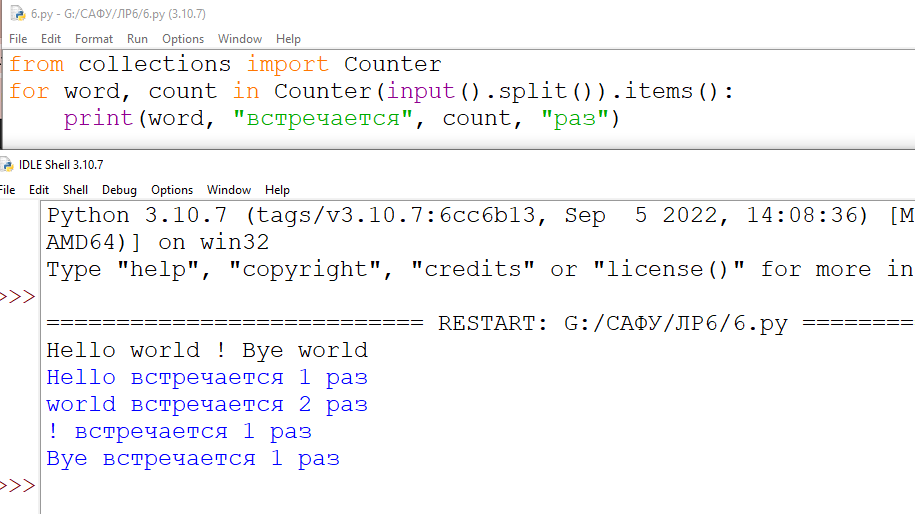 6.py - G:/САФУ/ЛР6/6.py (3.10.7)
File Edit Format Run Options Window Help
from collections import Counter
for word, count in Counter(input().split()).items():
    print(word, "встречается", count, "раз")
IDLE Shell 3.10.7
File Edit Shell Debug Options Window Help
Python 3.10.7 (tags/v3.10.7:6cc6b13, Sep  5 2022, 14:08:36) [M
AMD64)] on win32
Type "help", "copyright", "credits" or "license()" for more in
>>>
=========================== RESTART: G:/САФУ/ЛР6/6.py ========
Hello world ! Bye world
Hello встречается 1 раз
world встречается 2 раз
! встречается 1 раз
Bye встречается 1 раз
>>>